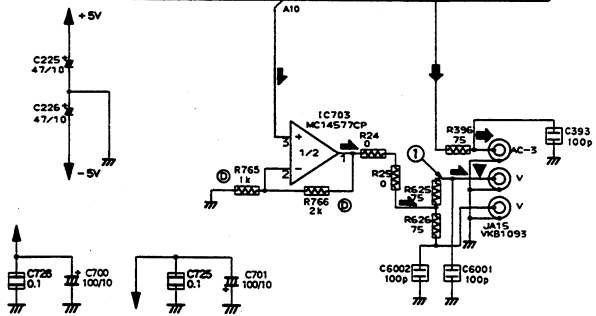 A10
+5V
C225
47/10
C226
47/10
-5V
IC703
MC14577CP
3
+
1/2
1
2
−
R24
0
R25
0
R765
1k
D
R766
2k
D
1
R396
75
C393
100p
AC-3
R625
75
V
R626
75
V
JA15
VKB1093
C6002
100p
C6001
100p
C728
0.1
C700
100/10
C725
0.1
C701
100/10